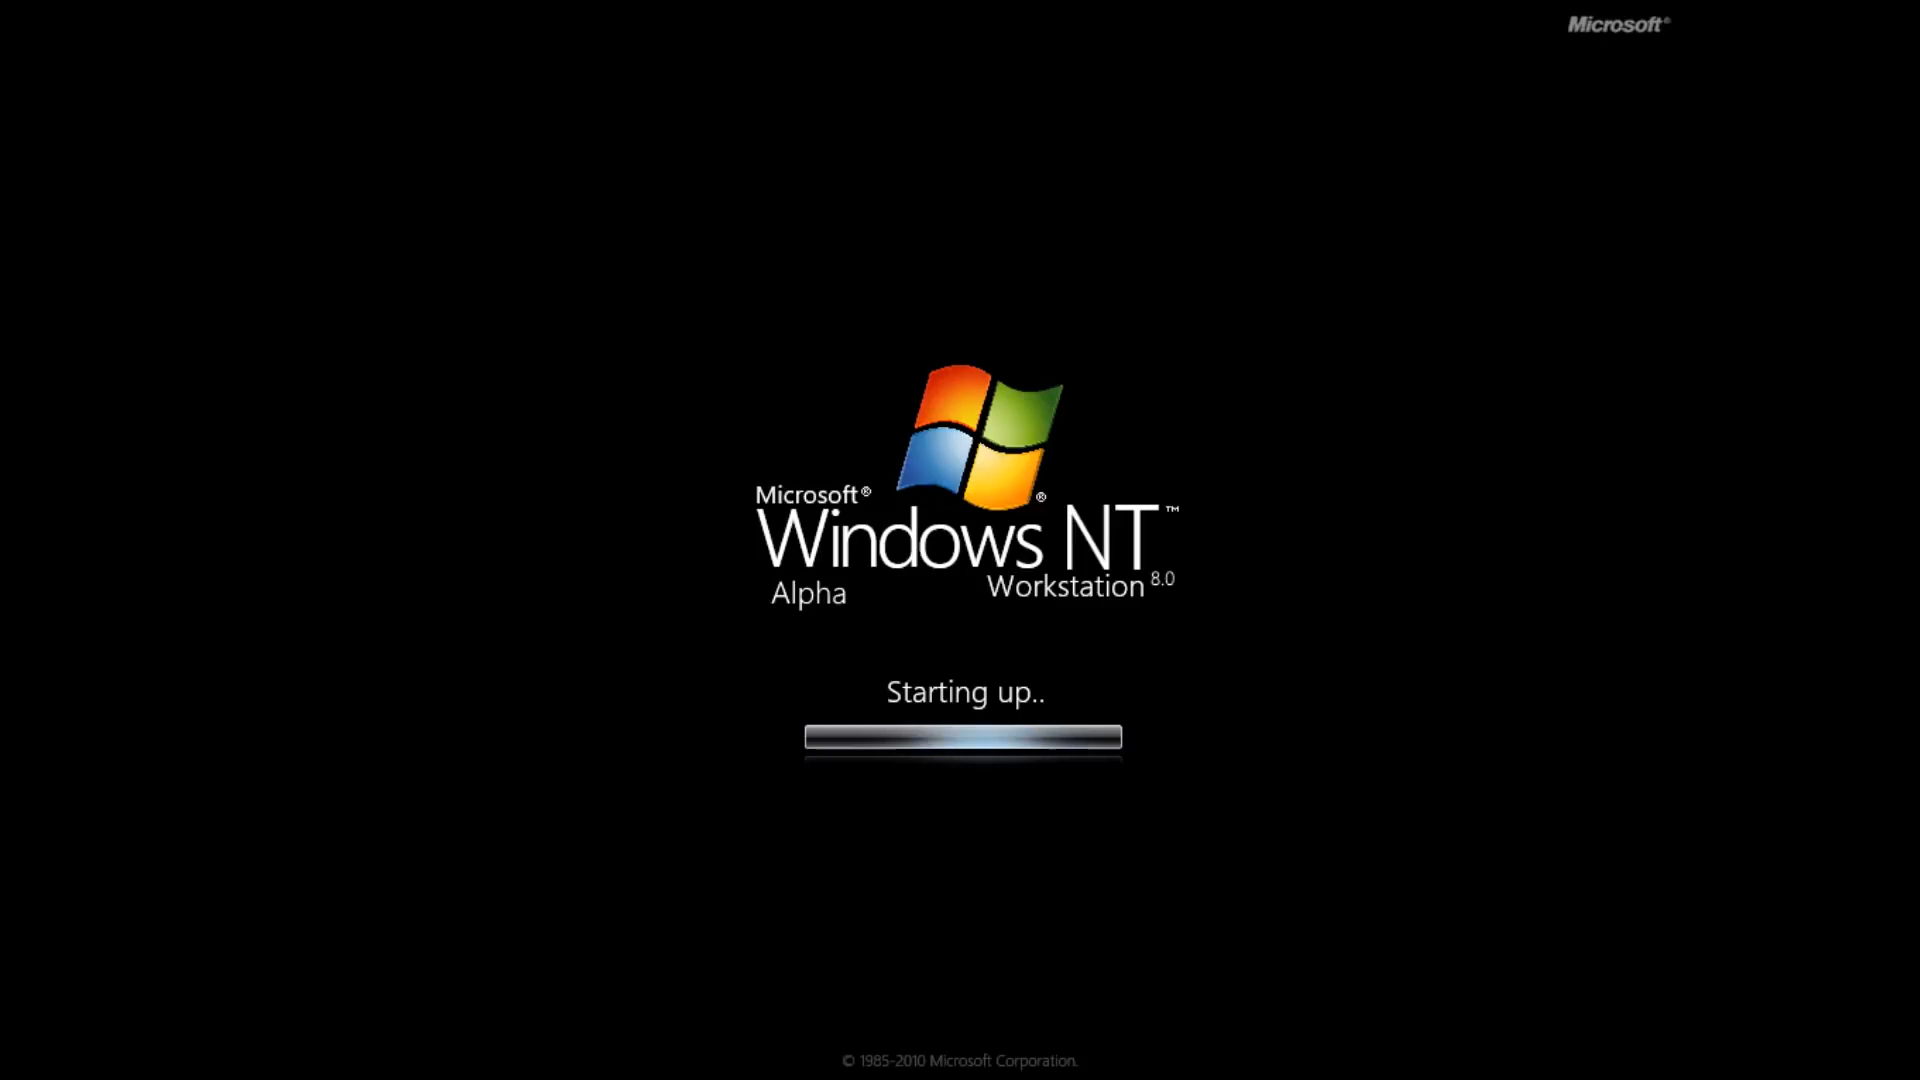 Microsoft®
Microsoft®
®
Windows NT™
Workstation 8.0
Alpha
Starting up..
© 1985-2010 Microsoft Corporation.